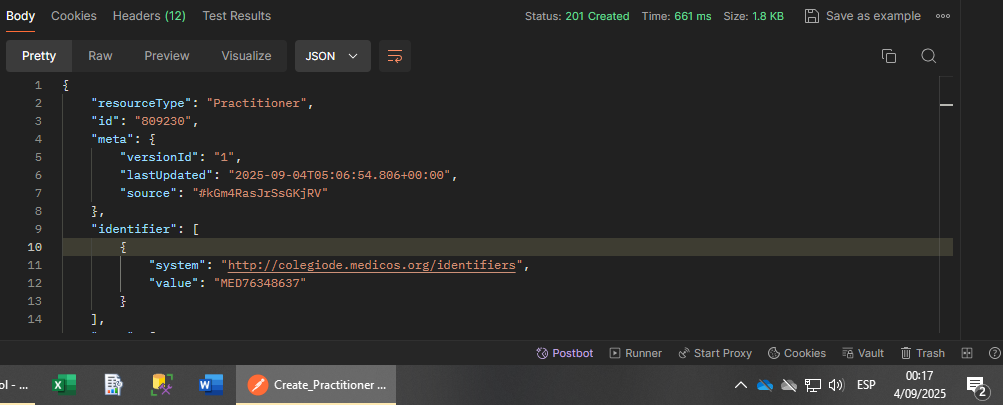 Body Cookies Headers (12) Test Results Status: 201 Created Time: 661 ms Size: 1.8 KB Save as example
Pretty Raw Preview Visualize JSON
1 {
2 "resourceType": "Practitioner",
3 "id": "809230",
4 "meta": {
5 "versionId": "1",
6 "lastUpdated": "2025-09-04T05:06:54.806+00:00",
7 "source": "#kGm4RasJrSsGKjRV"
8 },
9 "identifier": [
10 {
11 "system": "http://colegiode.medicos.org/identifiers",
12 "value": "MED76348637"
13 }
14 ],
Postbot Runner Start Proxy Cookies Vault Trash
ol - ... Create_Practitioner ... ESP 00:17
4/09/2025 2